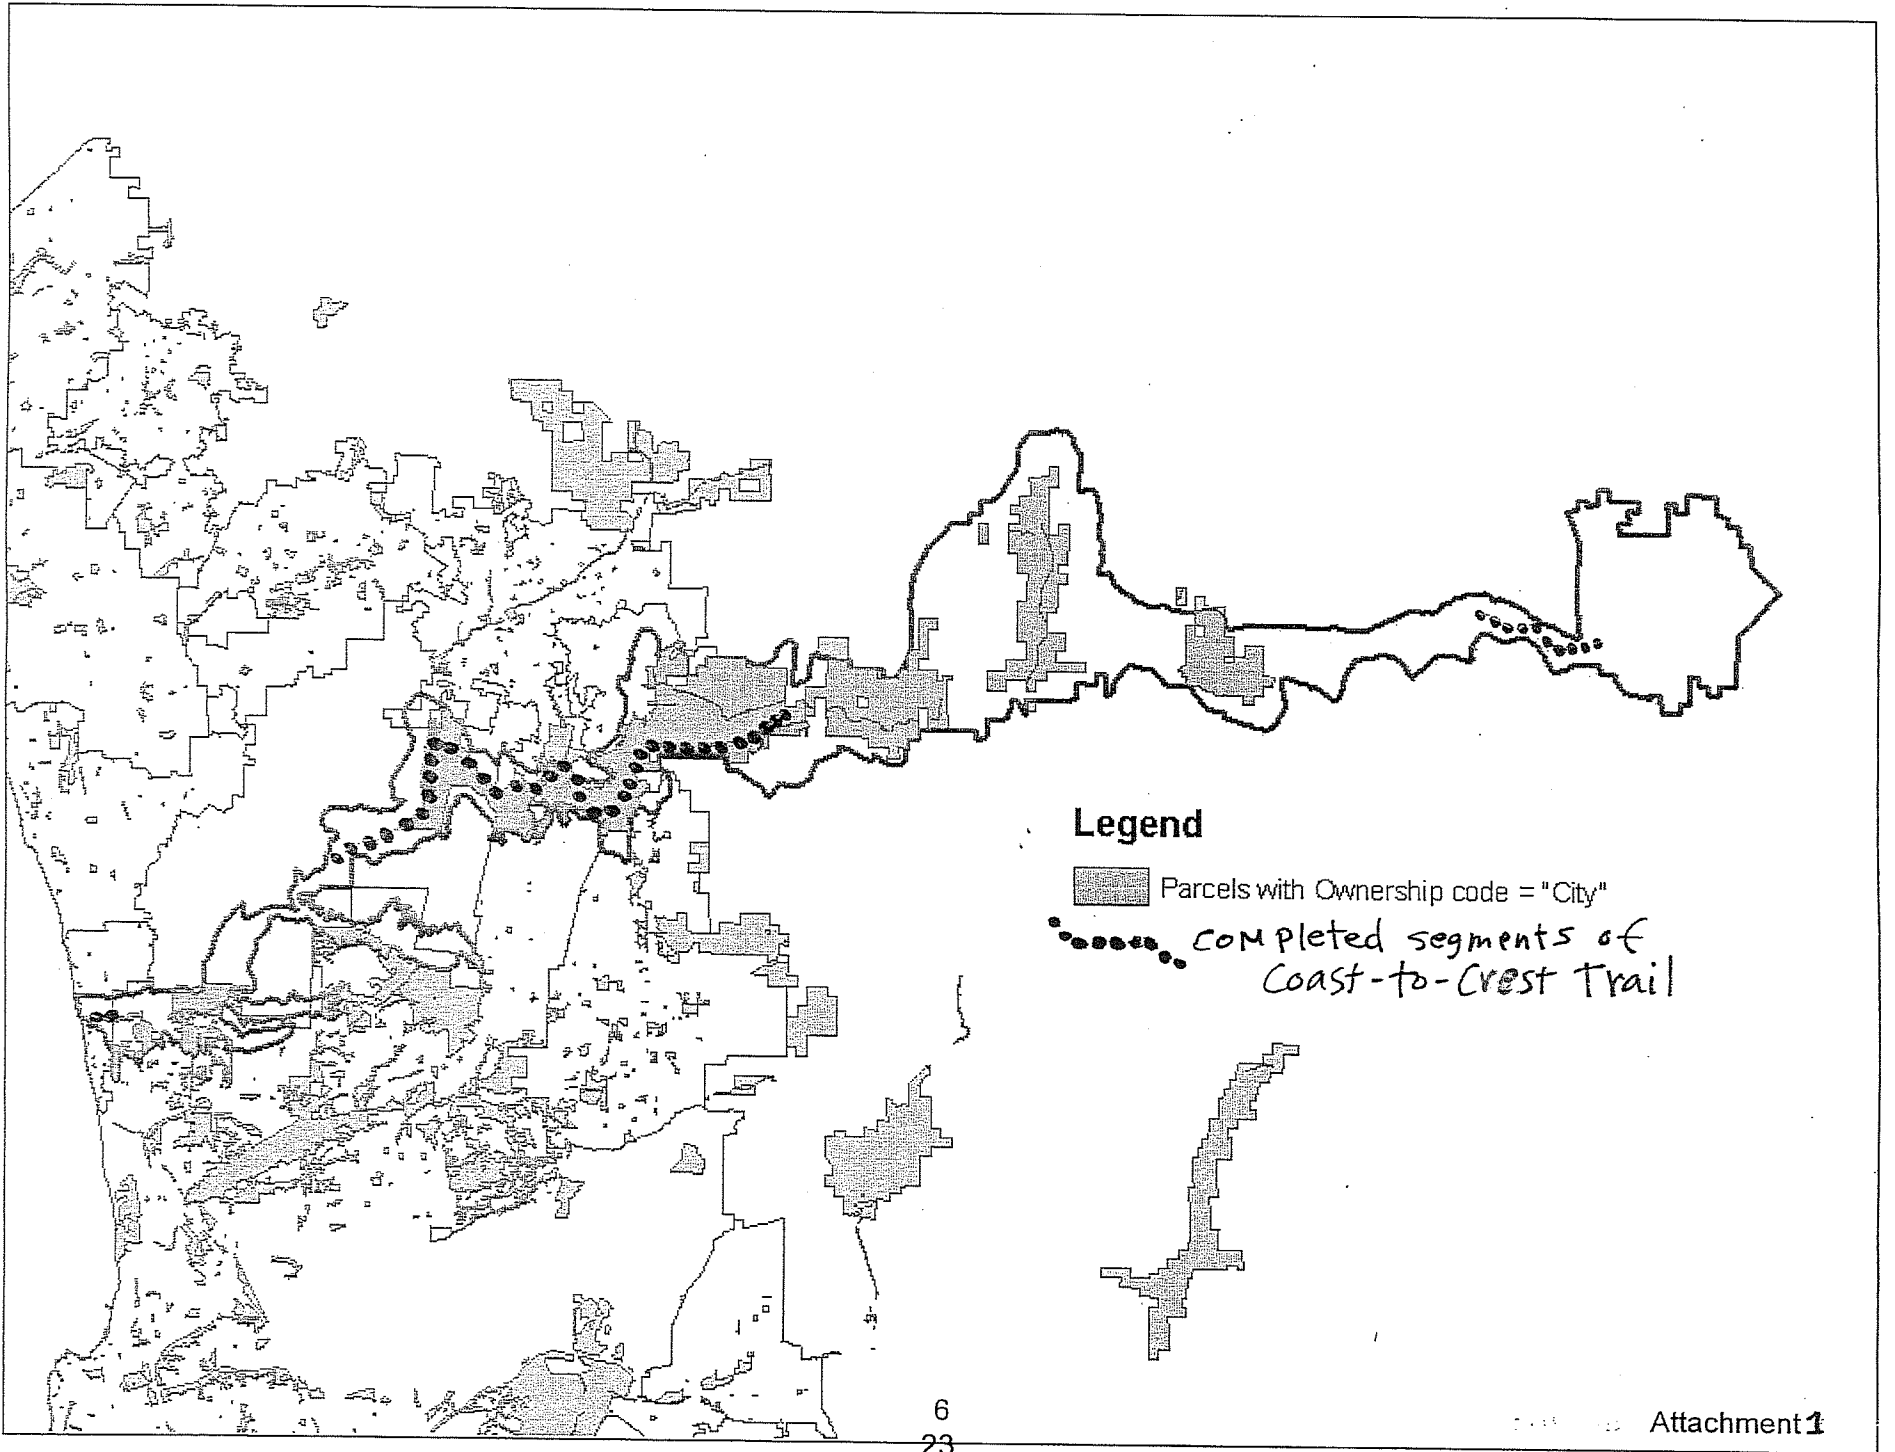 Legend
Parcels with Ownership code = "City"
completed segments of
Coast-to-Crest Trail
6
23
Attachment 1